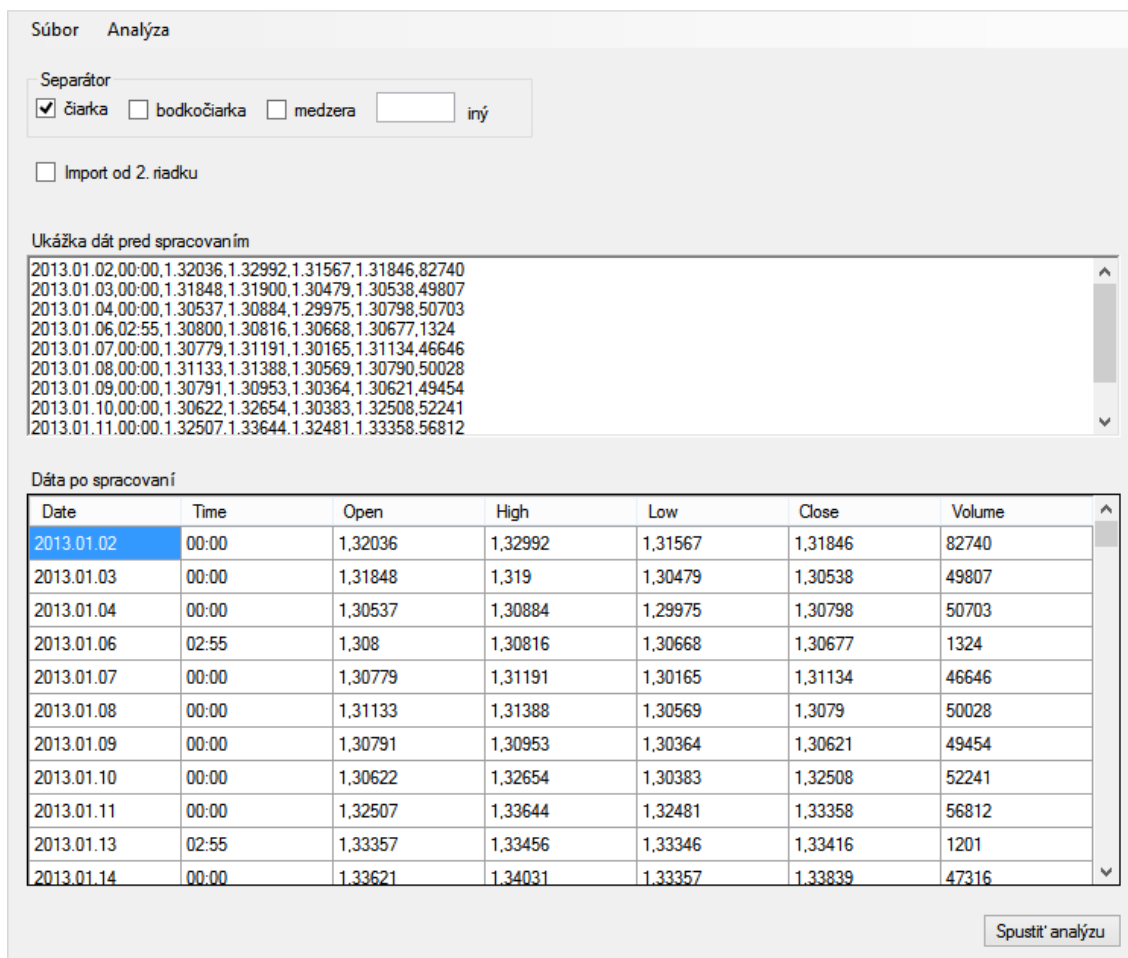 Súbor Analýza
Separátor
čiarka bodkočiarka medzera iný
Import od 2. riadku
Ukážka dát pred spracovaním
2013.01.02,00:00,1.32036,1.32992,1.31567,1.31846,82740
2013.01.03,00:00,1.31848,1.31900,1.30479,1.30538,49807
2013.01.04,00:00,1.30537,1.30884,1.29975,1.30798,50703
2013.01.06,02:55,1.30800,1.30816,1.30668,1.30677,1324
2013.01.07,00:00,1.30779,1.31191,1.30165,1.31134,46646
2013.01.08,00:00,1.31133,1.31388,1.30569,1.30790,50028
2013.01.09,00:00,1.30791,1.30953,1.30364,1.30621,49454
2013.01.10,00:00,1.30622,1.32654,1.30383,1.32508,52241
2013.01.11,00:00,1.32507,1.33644,1.32481,1.33358,56812
Dáta po spracovaní
Date Time Open High Low Close Volume
2013.01.02 00:00 1,32036 1,32992 1,31567 1,31846 82740
2013.01.03 00:00 1,31848 1,319 1,30479 1,30538 49807
2013.01.04 00:00 1,30537 1,30884 1,29975 1,30798 50703
2013.01.06 02:55 1,308 1,30816 1,30668 1,30677 1324
2013.01.07 00:00 1,30779 1,31191 1,30165 1,31134 46646
2013.01.08 00:00 1,31133 1,31388 1,30569 1,3079 50028
2013.01.09 00:00 1,30791 1,30953 1,30364 1,30621 49454
2013.01.10 00:00 1,30622 1,32654 1,30383 1,32508 52241
2013.01.11 00:00 1,32507 1,33644 1,32481 1,33358 56812
2013.01.13 02:55 1,33357 1,33456 1,33346 1,33416 1201
2013.01.14 00:00 1,33621 1,34031 1,33357 1,33839 47316
Spustiť analýzu